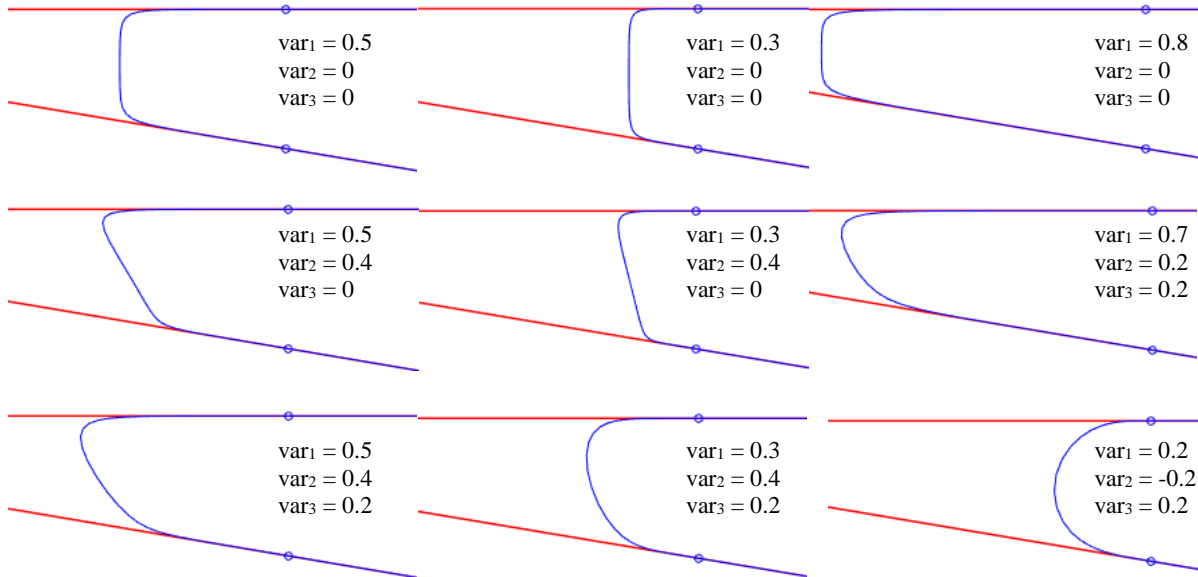 var₁ = 0.5
var₂ = 0
var₃ = 0
var₁ = 0.3
var₂ = 0
var₃ = 0
var₁ = 0.8
var₂ = 0
var₃ = 0
var₁ = 0.5
var₂ = 0.4
var₃ = 0
var₁ = 0.3
var₂ = 0.4
var₃ = 0
var₁ = 0.7
var₂ = 0.2
var₃ = 0.2
var₁ = 0.5
var₂ = 0.4
var₃ = 0.2
var₁ = 0.3
var₂ = 0.4
var₃ = 0.2
var₁ = 0.2
var₂ = -0.2
var₃ = 0.2